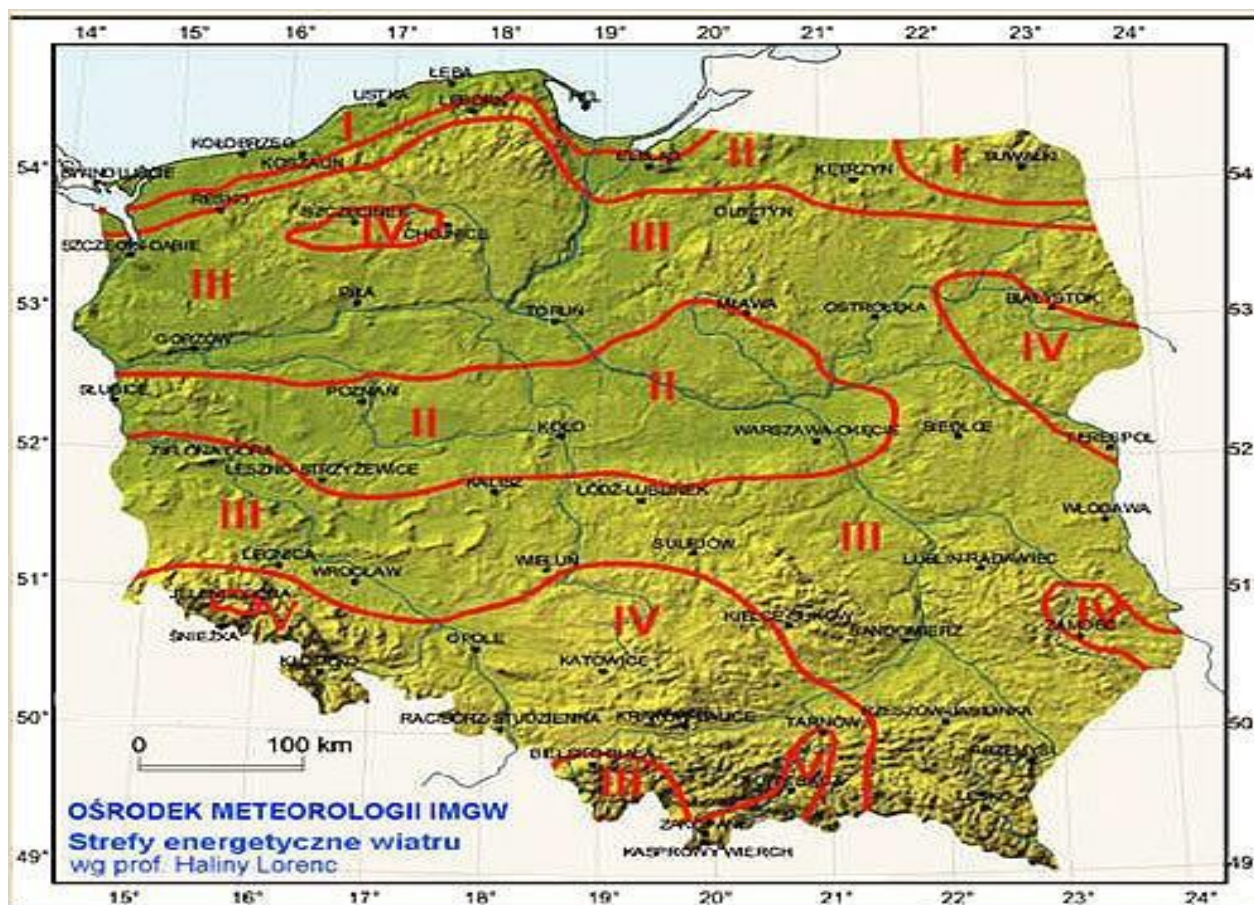 14° 15° 16° 17° 18° 19° 20° 21° 22° 23° 24°
ŁEBA
USTKA
LĘBORK
HEL
I
KOŁOBRZEG
KOSZALIN
ELBLĄG
II
I
SUWAŁKI
54°
54
ŚWINOUJŚCIE
KĘTRZYN
RESKO
SZCZECINEK
OLSZTYN
IV
CHOJNICE
III
SZCZECIN-DĄBIE
III
PIŁA
MŁAWA
BIAŁYSTOK
53°
TORUŃ
OSTROŁĘKA
53
GORZÓW
IV
SŁUBICE
POZNAŃ
II
II
KOŁO
WARSZAWA-OKĘCIE
SIEDLCE
52°
TERESPOL
52
ZIELONA GÓRA
LESZNO-STRZYŻEWICE
KALISZ
ŁÓDŹ-LUBLINEK
WŁODAWA
III
III
SULEJÓW
LEGNICA
WIELUŃ
LUBLIN-RADAWIEC
51°
WROCŁAW
51
JELENIA GÓRA
V
IV
IV
KIELCE-SUKÓW
ZAMOŚĆ
ŚNIEŻKA
SANDOMIERZ
OPOLE
KŁODZKO
KATOWICE
50°
RACIBÓRZ-STUDZIENNA
KRAKÓW-BALICE
TARNÓW
RZESZÓW-JASIONKA
50
0 100 km
BIELSKO-BIAŁA
PRZEMYŚL
III
V
OŚRODEK METEOROLOGII IMGW
Strefy energetyczne wiatru
KASPROWY WIERCH
49°
wg prof. Haliny Lorenc
49
15° 16° 17° 18° 19° 20° 21° 22° 23° 24°